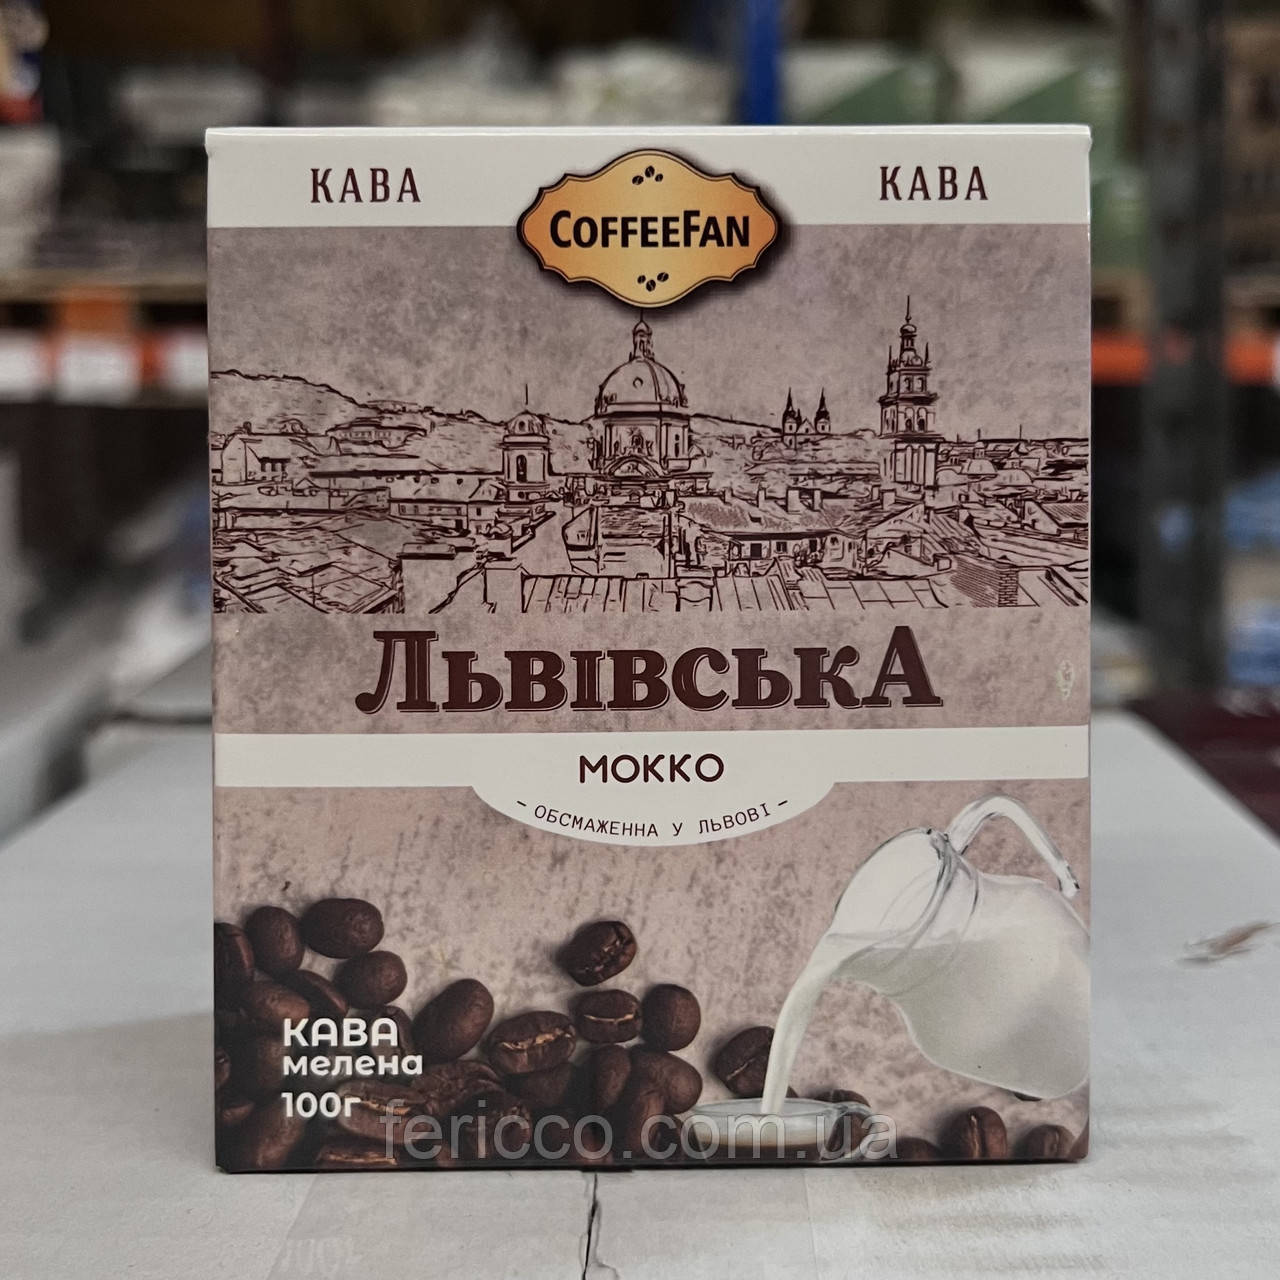 КАВА
COFFEEFAN
КАВА
ЛЬВІВСЬКА
МОККО
- ОБСМАЖЕННА У ЛЬВОВІ -
КАВА
мелена
100г
fericco.com.ua